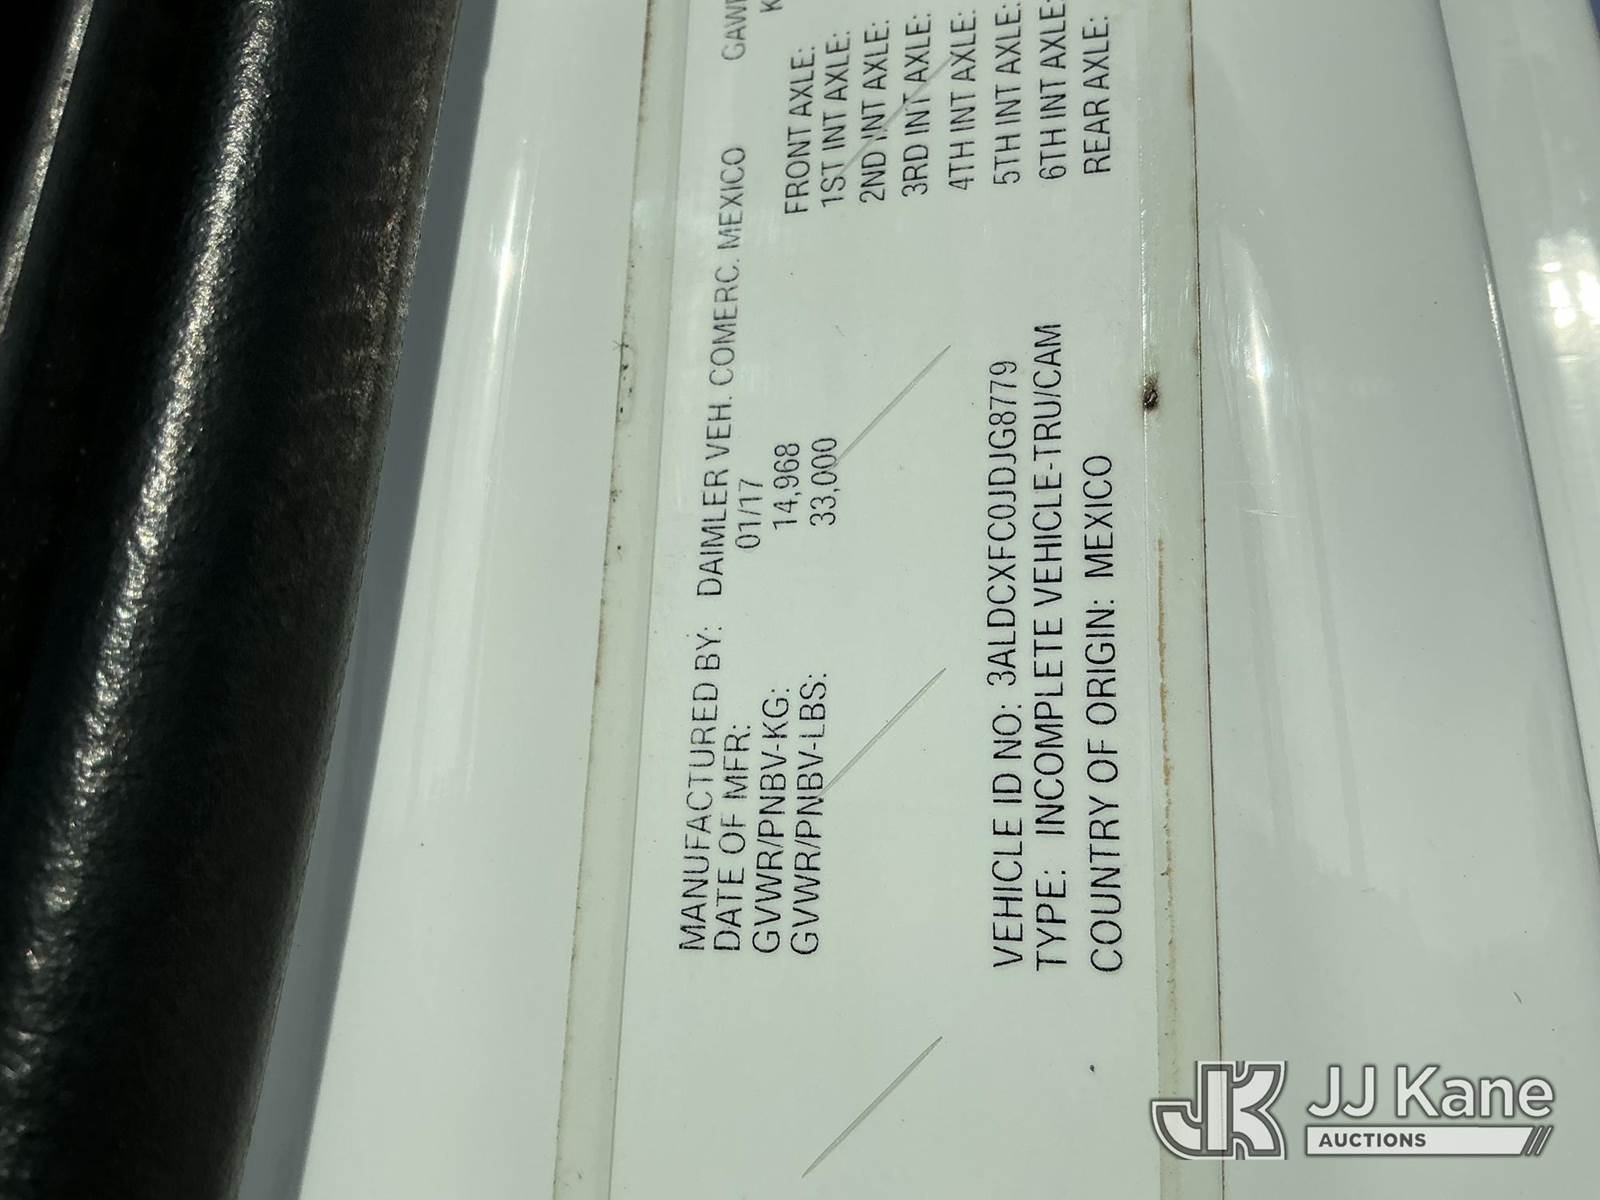 MANUFACTURED BY: DAIMLER VEH. COMERC. MEXICO
DATE OF MFR: 01/17
GVWR/PNBV-KG: 14,968
GVWR/PNBV-LBS: 33,000
FRONT AXLE:
1ST INT AXLE:
2ND INT AXLE:
3RD INT AXLE:
4TH INT AXLE:
5TH INT AXLE:
6TH INT AXLE:
REAR AXLE:
VEHICLE ID NO: 3ALDCXFC0JDJG8779
TYPE: INCOMPLETE VEHICLE-TRU/CAM
COUNTRY OF ORIGIN: MEXICO
JK JJ Kane
AUCTIONS